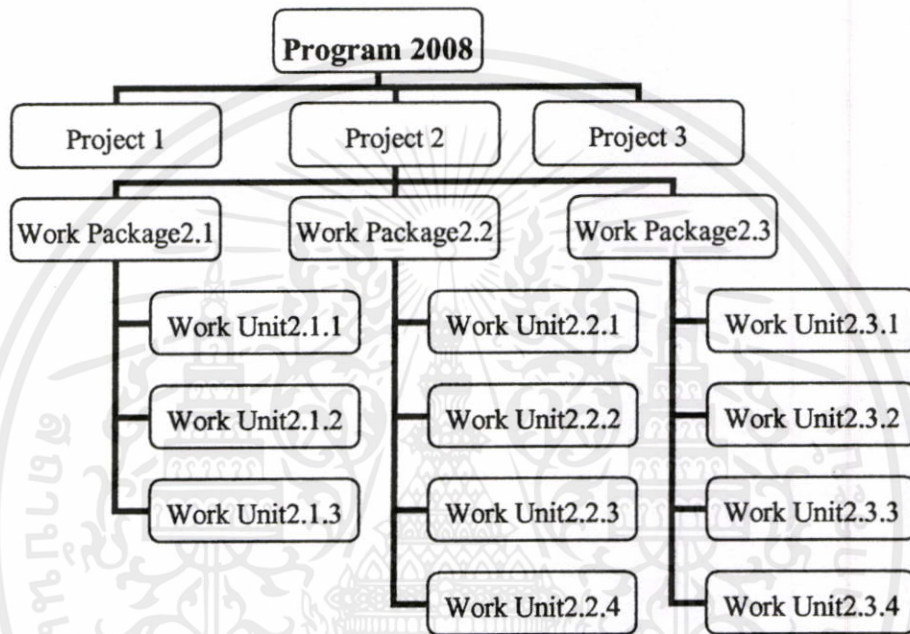 Program 2008
Project 1
Project 2
Project 3
Work Package2.1
Work Package2.2
Work Package2.3
Work Unit2.1.1
Work Unit2.2.1
Work Unit2.3.1
Work Unit2.1.2
Work Unit2.2.2
Work Unit2.3.2
Work Unit2.1.3
Work Unit2.2.3
Work Unit2.3.3
Work Unit2.2.4
Work Unit2.3.4